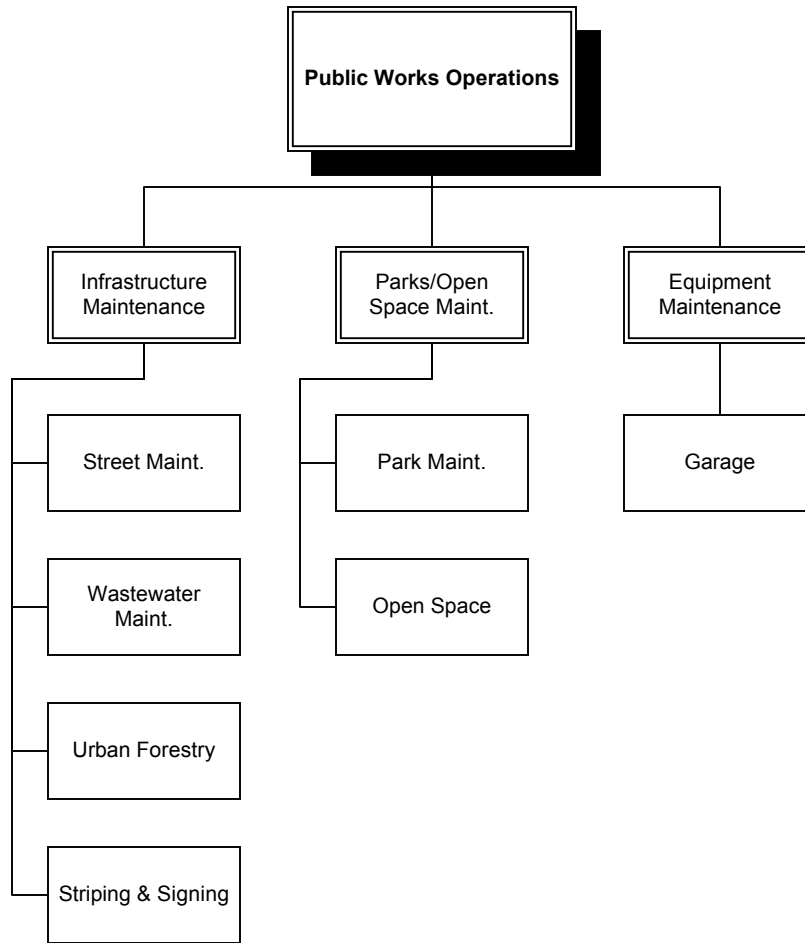 Public Works Operations
Infrastructure
Maintenance
Parks/Open
Space Maint.
Equipment
Maintenance
Street Maint.
Park Maint.
Garage
Wastewater
Maint.
Open Space
Urban Forestry
Striping & Signing